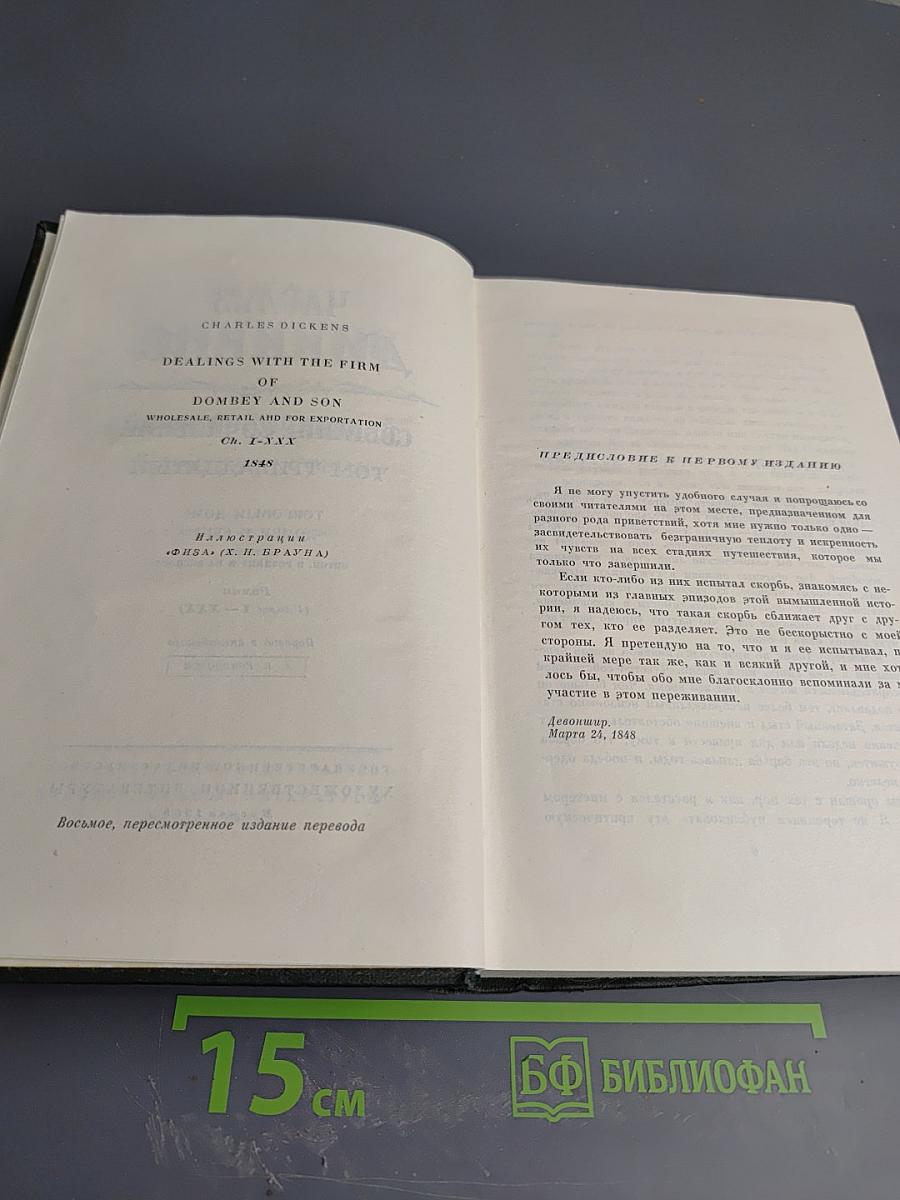 CHARLES DICKENS
DEALINGS WITH THE FIRM
OF
DOMBEY AND SON
WHOLESALE, RETAIL AHD FOR EXPORTATION
Ch. I-XXX
1848
Иллюстрации
«ФИЗА» (Х. Н. БРАУНА)
Восьмое, пересмотренное издание перевода
ПРЕДИСЛОВИЕ К ПЕРВОМУ ИЗДАНИЮ
Я не могу упустить удобного случая и попрощаюсь со
своими читателями на этом месте, предназначенном для
разного рода приветствий, хотя мне нужно только одно —
засвидетельствовать безграничную теплоту и искренность
их чувств на всех стадиях путешествия, которое мы
только что завершили.
Если кто-либо из них испытал скорбь, знакомясь с не-
которыми из главных эпизодов этой вымышленной исто-
рии, я надеюсь, что такая скорбь сближает друг с дру-
гом тех, кто ее разделяет. Это не бескорыстно с моей
стороны. Я претендую на то, что и я ее испытывал, п
крайней мере так же, как и всякий другой, и мне хот
лось бы, чтобы обо мне благосклонно вспоминали за м
участие в этом переживании.
Девоншир.
Марта 24, 1848
15 см
БФ БИБЛИОФАН